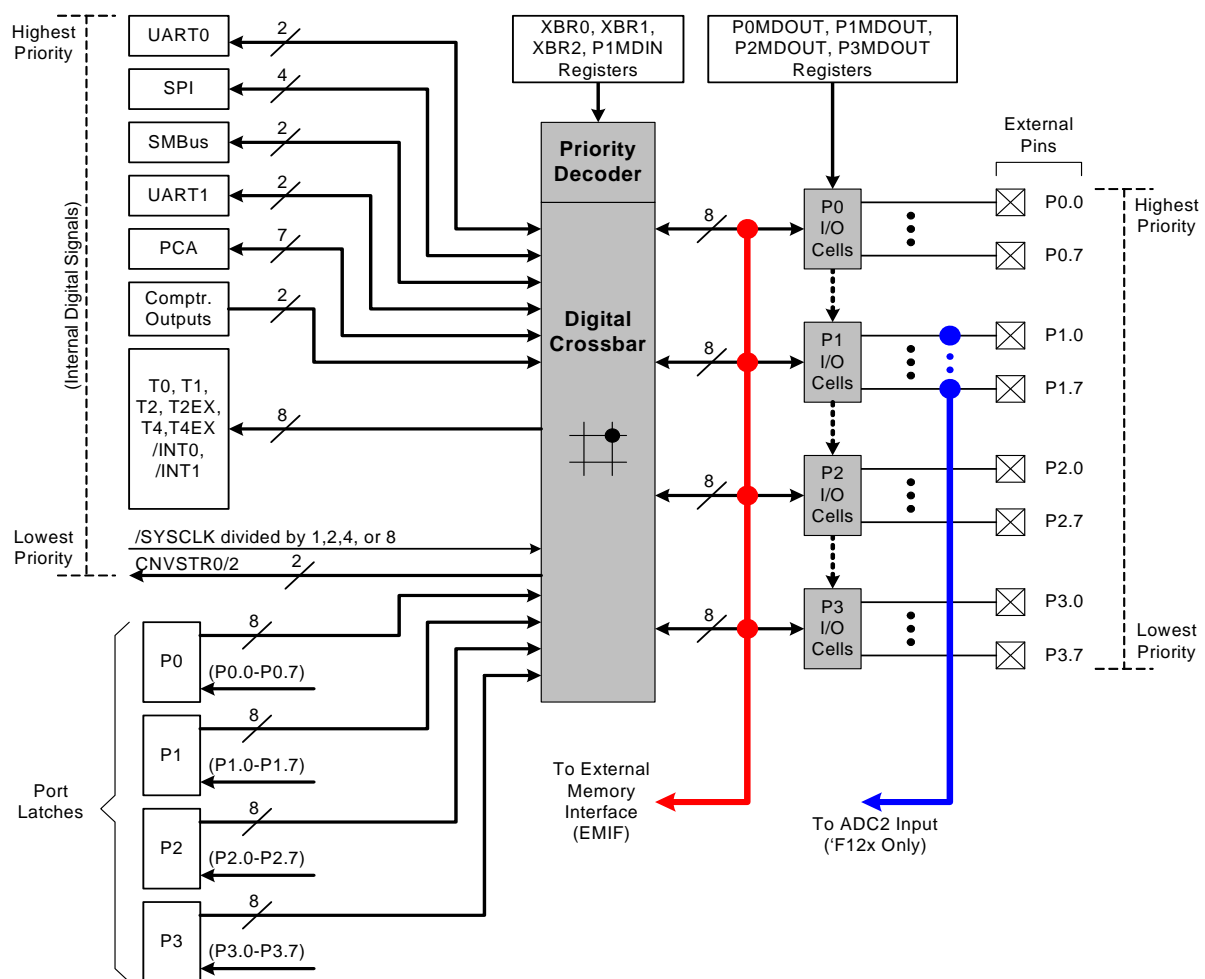 Highest
Priority
(Internal Digital Signals)
Lowest
Priority
UART0
2
SPI
4
SMBus
2
UART1
2
PCA
7
Comptr.
Outputs
2
T0, T1,
T2, T2EX,
T4,T4EX
/INT0,
/INT1
8
/SYSCLK divided by 1,2,4, or 8
CNVSTR0/2
2
Port
Latches
P0
8
(P0.0-P0.7)
P1
8
(P1.0-P1.7)
P2
8
(P2.0-P2.7)
P3
8
(P3.0-P3.7)
XBR0, XBR1,
XBR2, P1MDIN
Registers
Priority
Decoder
Digital
Crossbar
P0MDOUT, P1MDOUT,
P2MDOUT, P3MDOUT
Registers
External
Pins
8
P0
I/O
Cells
P0.0
P0.7
8
P1
I/O
Cells
P1.0
P1.7
8
P2
I/O
Cells
P2.0
P2.7
8
P3
I/O
Cells
P3.0
P3.7
Highest
Priority
Lowest
Priority
To External
Memory
Interface
(EMIF)
To ADC2 Input
(‘F12x Only)